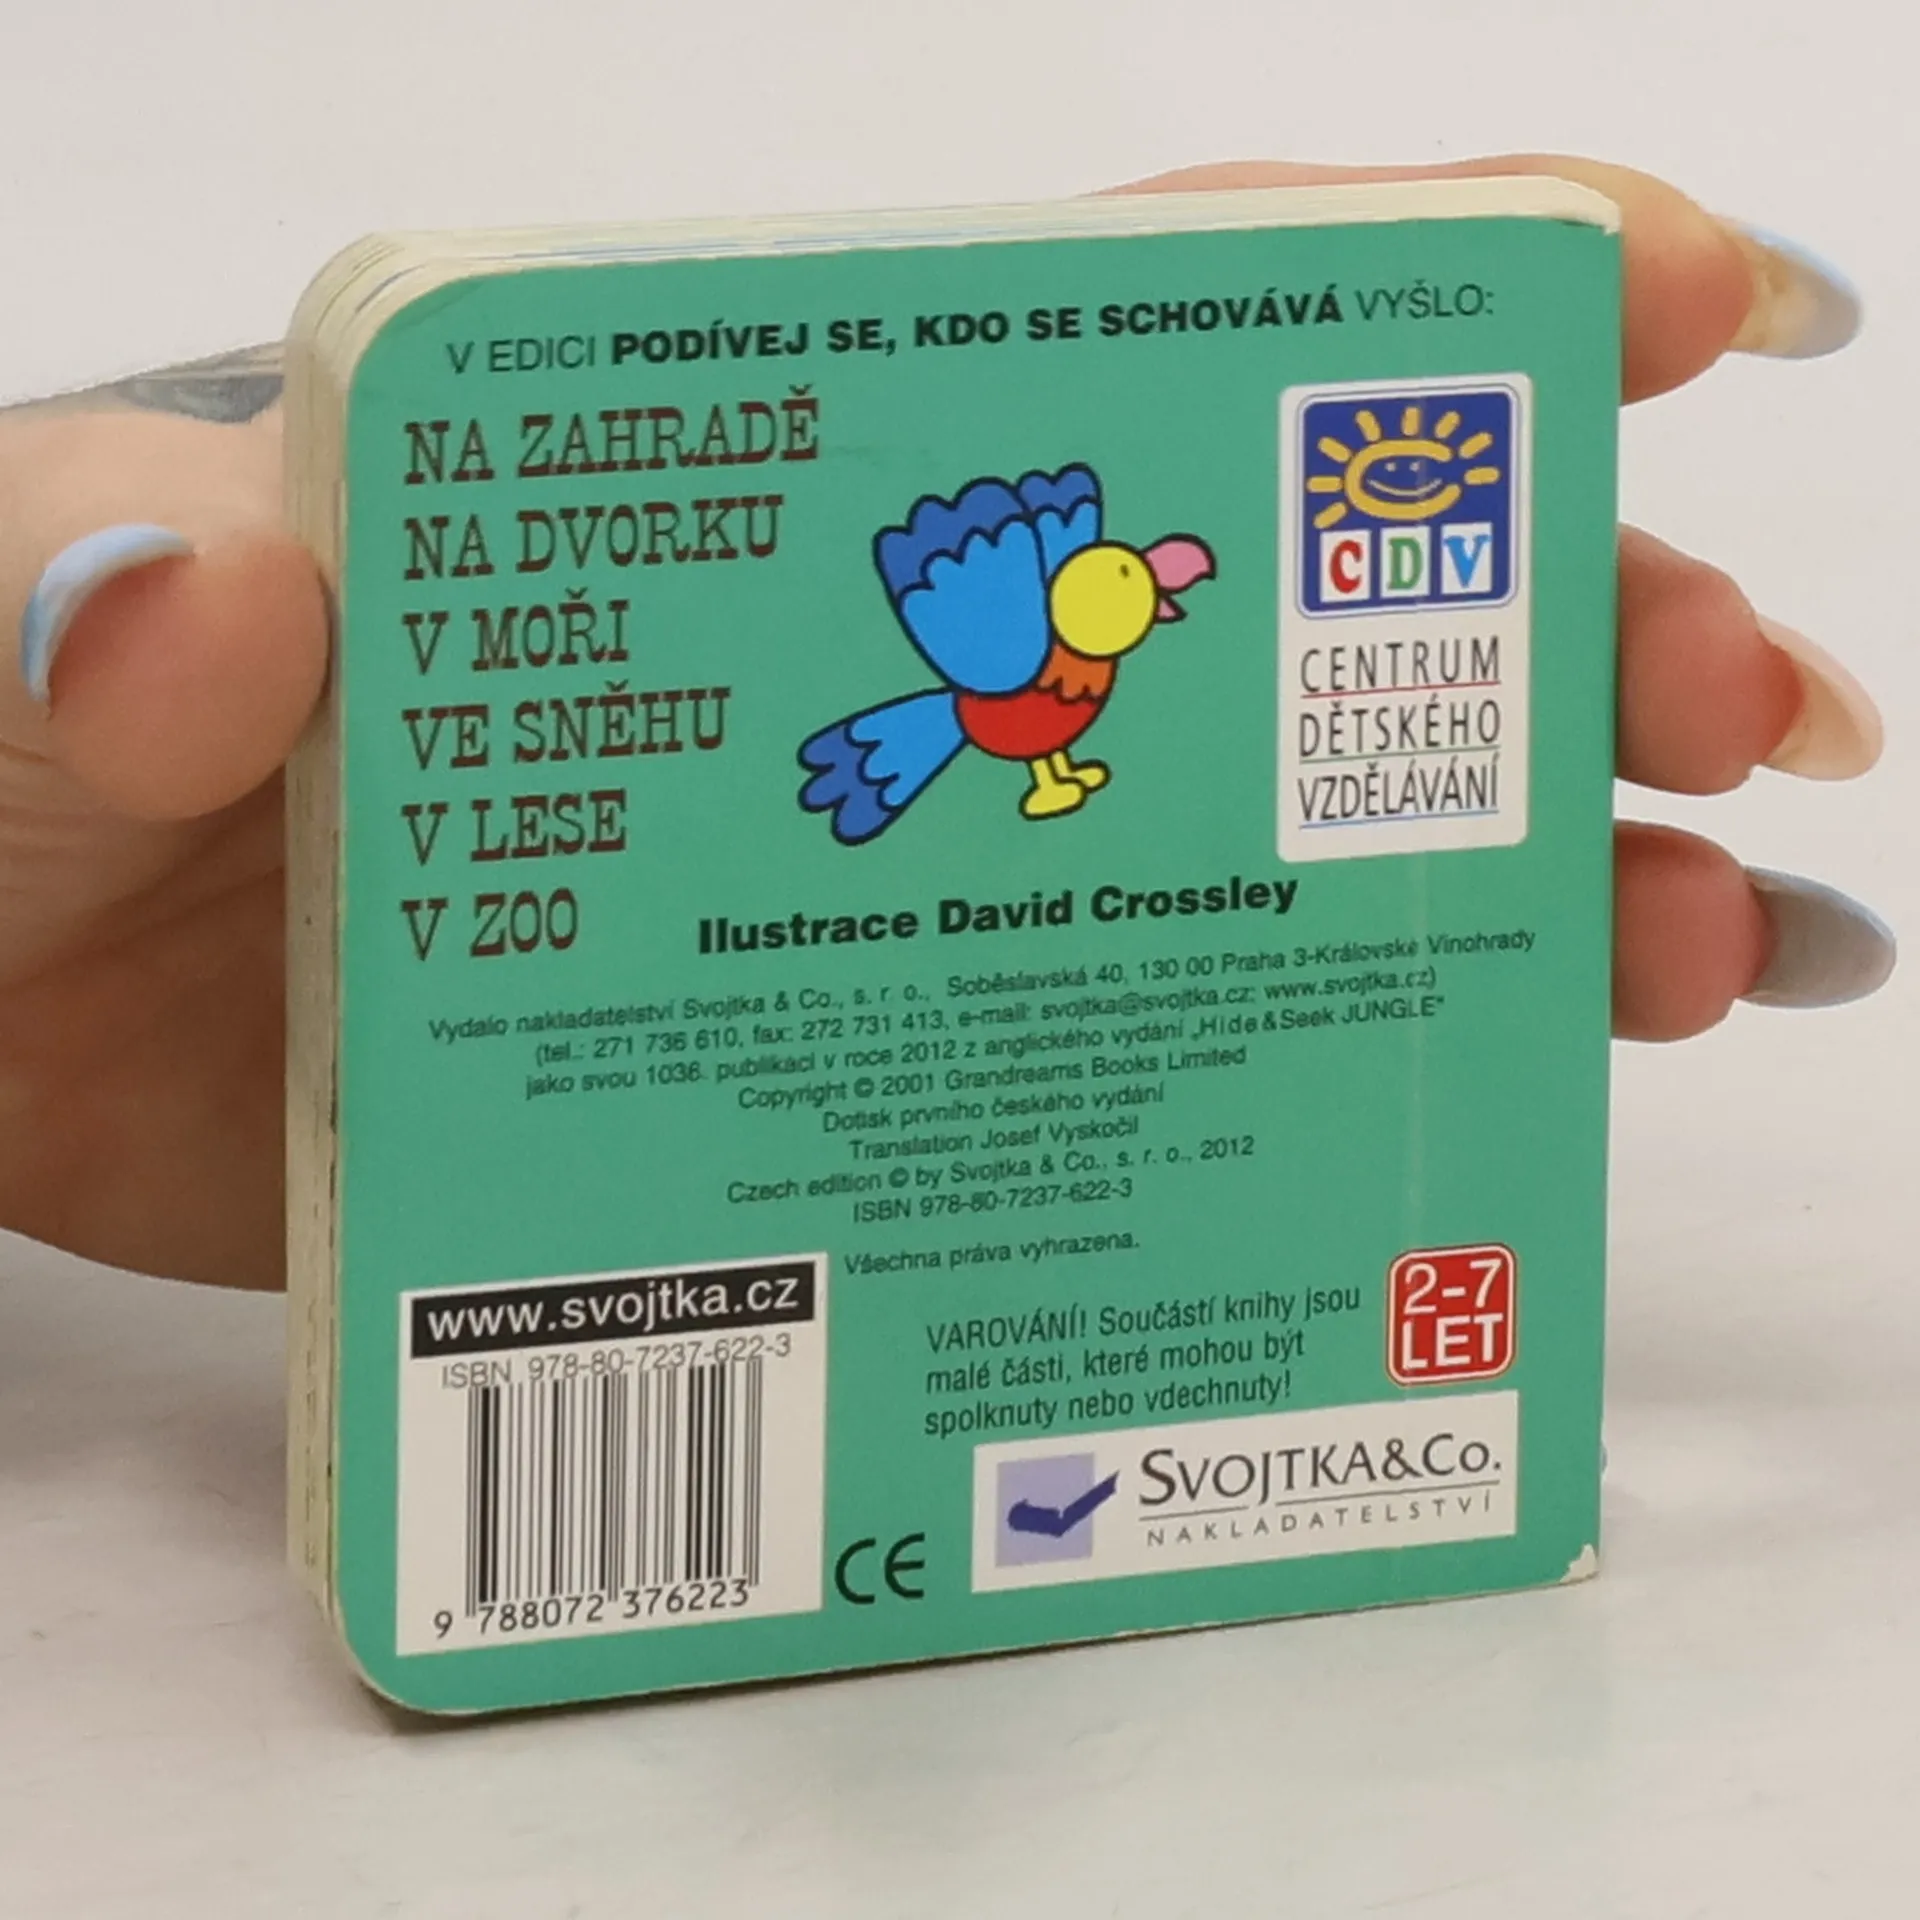 V EDICI PODÍVEJ SE, KDO SE SCHOVÁVÁ VYŠLO:
NA ZAHRADĚ
NA DVORKU
V MOŘI
VE SNĚHU
V LESE
V ZOO
CDV
CENTRUM
DĚTSKÉHO
VZDĚLÁVÁNÍ
Ilustrace David Crossley
Vydalo nakladatelství Svojtka & Co., s. r. o., Soběslavská 40, 130 00 Praha 3-Královské Vinohrady
(tel.: 271 736 610, fax: 272 731 413, e-mail: svojtka@svojtka.cz; www.svojtka.cz)
jako svou 1036. publikaci v roce 2012 z anglického vydání „Hide & Seek JUNGLE“
Copyright © 2001 Grandreams Books Limited
Dotisk prvního českého vydání
Translation Josef Vyskočil
Czech edition © by Svojtka & Co., s. r. o., 2012
ISBN 978-80-7237-622-3
Všechna práva vyhrazena.
www.svojtka.cz
ISBN 978-80-7237-622-3
9 788072 376223
CE
VAROVÁNÍ! Součástí knihy jsou
malé části, které mohou být
spolknuty nebo vdechnuty!
2-7
LET
SVOJTKA&CO.
NAKLADATELSTVÍ